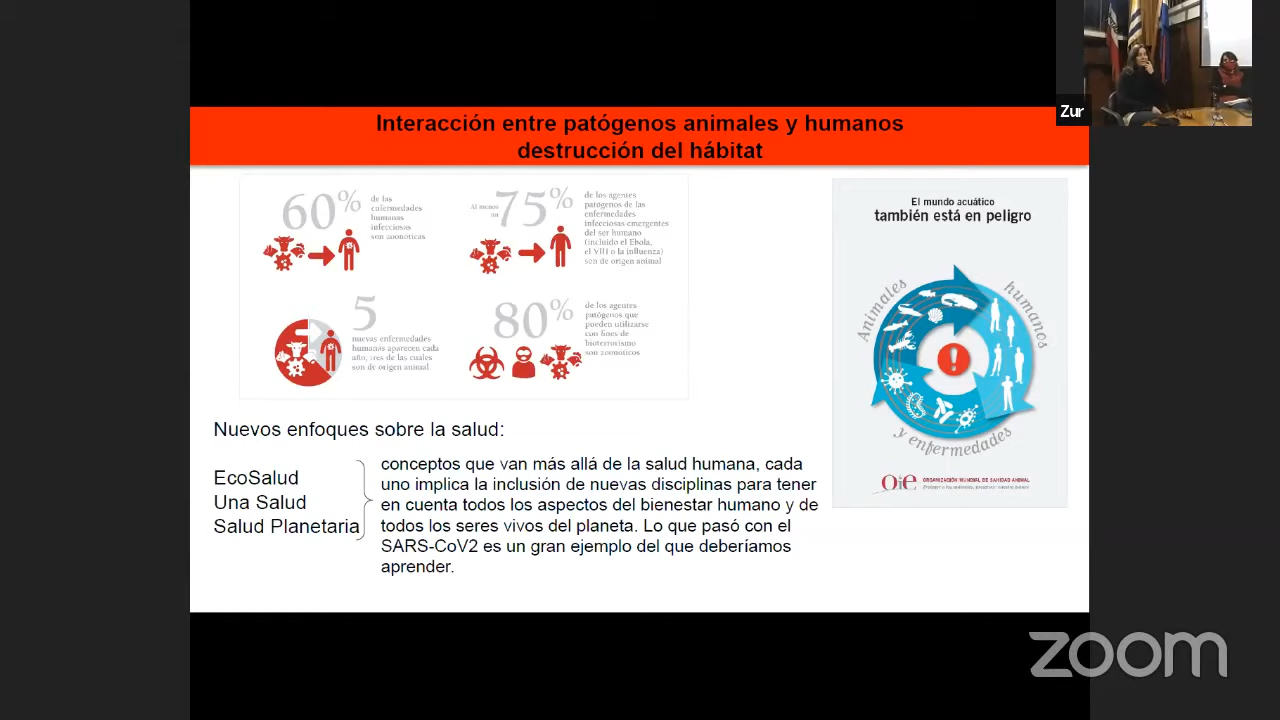 Zur
Interacción entre patógenos animales y humanos
destrucción del hábitat
60%
de las
enfermedades
humanas
infecciosas
son zoonóticas
Al menos
un
75%
de los agentes
patógenos de las
enfermedades
infecciosas emergentes
del ser humano
(incluido el Ebola,
el VIH o la influenza)
son de origen animal
5
nuevas enfermedades
humanas aparecen cada
año, tres de las cuales
son de origen animal
80%
de los agentes
patógenos que
pueden utilizarse
con fines de
bioterrorismo
son zoonóticos
El mundo acuático
también está en peligro
Animales
humanos
y enfermedades
Oie
ORGANIZACIÓN MUNDIAL DE SANIDAD ANIMAL
Nuevos enfoques sobre la salud:
EcoSalud
Una Salud
Salud Planetaria
conceptos que van más allá de la salud humana, cada
uno implica la inclusión de nuevas disciplinas para tener
en cuenta todos los aspectos del bienestar humano y de
todos los seres vivos del planeta. Lo que pasó con el
SARS-CoV2 es un gran ejemplo del que deberíamos
aprender.
zoom